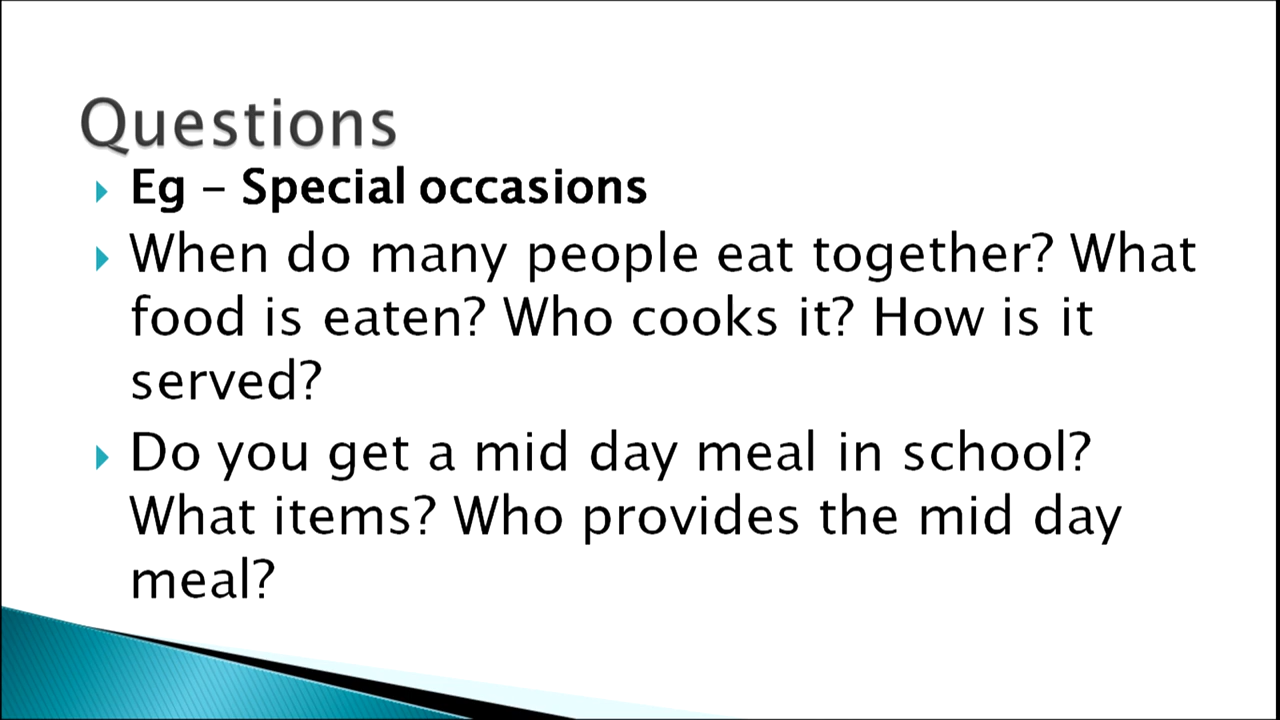 Questions
Eg – Special occasions
When do many people eat together? What
food is eaten? Who cooks it? How is it
served?
Do you get a mid day meal in school?
What items? Who provides the mid day
meal?